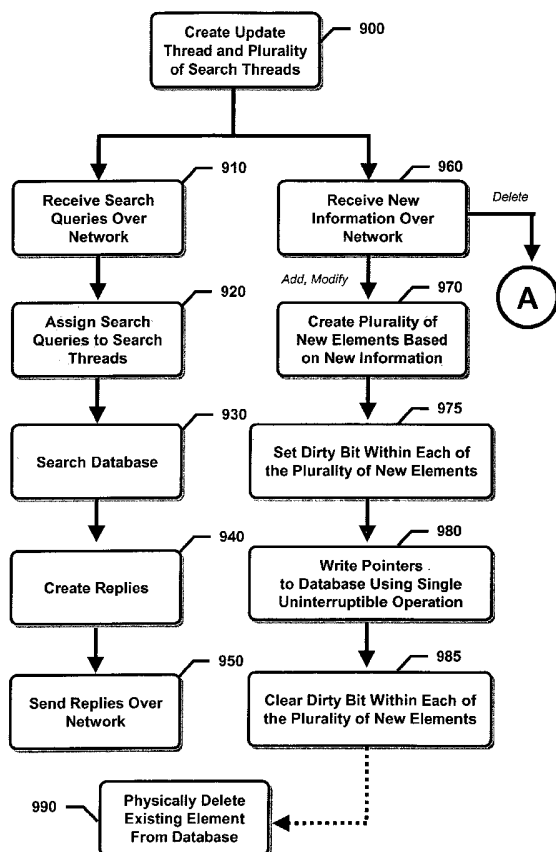 900
Create Update
Thread and Plurality
of Search Threads
910
Receive Search
Queries Over
Network
920
Assign Search
Queries to Search
Threads
930
Search Database
940
Create Replies
950
Send Replies Over
Network
960
Receive New
Information Over
Network
Delete
A
Add, Modify
970
Create Plurality of
New Elements Based
on New Information
975
Set Dirty Bit Within Each of
the Plurality of New Elements
980
Write Pointers
to Database Using Single
Uninterruptible Operation
985
Clear Dirty Bit Within Each of
the Plurality of New Elements
990
Physically Delete
Existing Element
From Database